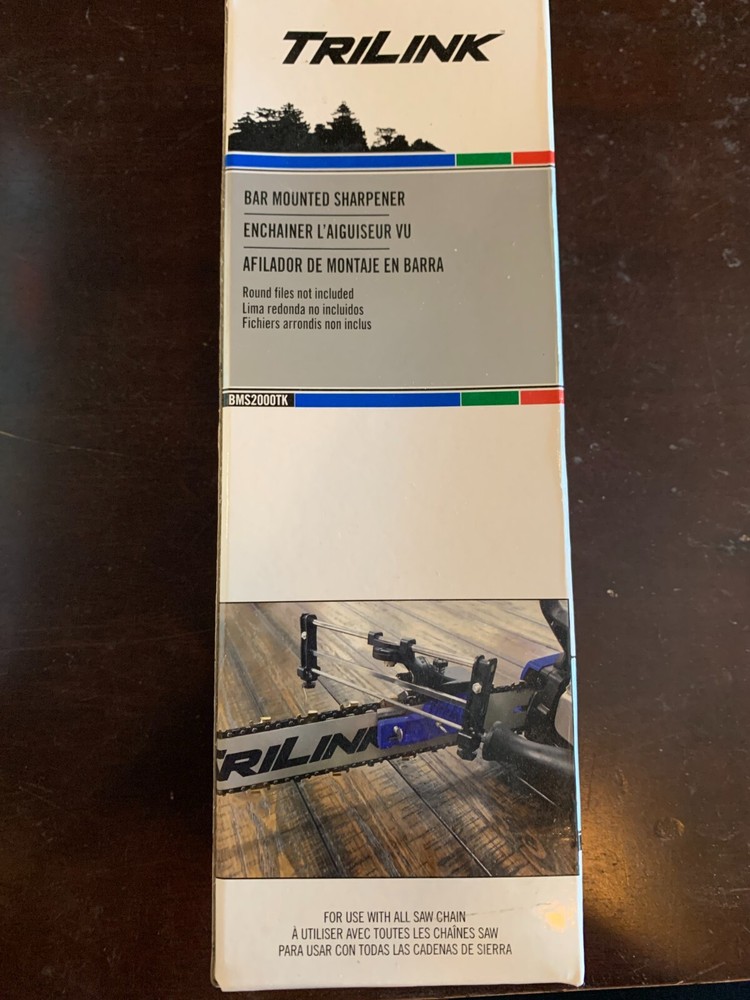 TRILINK
BAR MOUNTED SHARPENER
ENCHAINER L'AIGUISEUR VU
AFILADOR DE MONTAJE EN BARRA
Round files not included
Lima redonda no incluidos
Fichiers arrondis non inclus
BMS2000TK
TRILINK
FOR USE WITH ALL SAW CHAIN
À UTILISER AVEC TOUTES LES CHAÎNES SAW
PARA USAR CON TODAS LAS CADENAS DE SIERRA